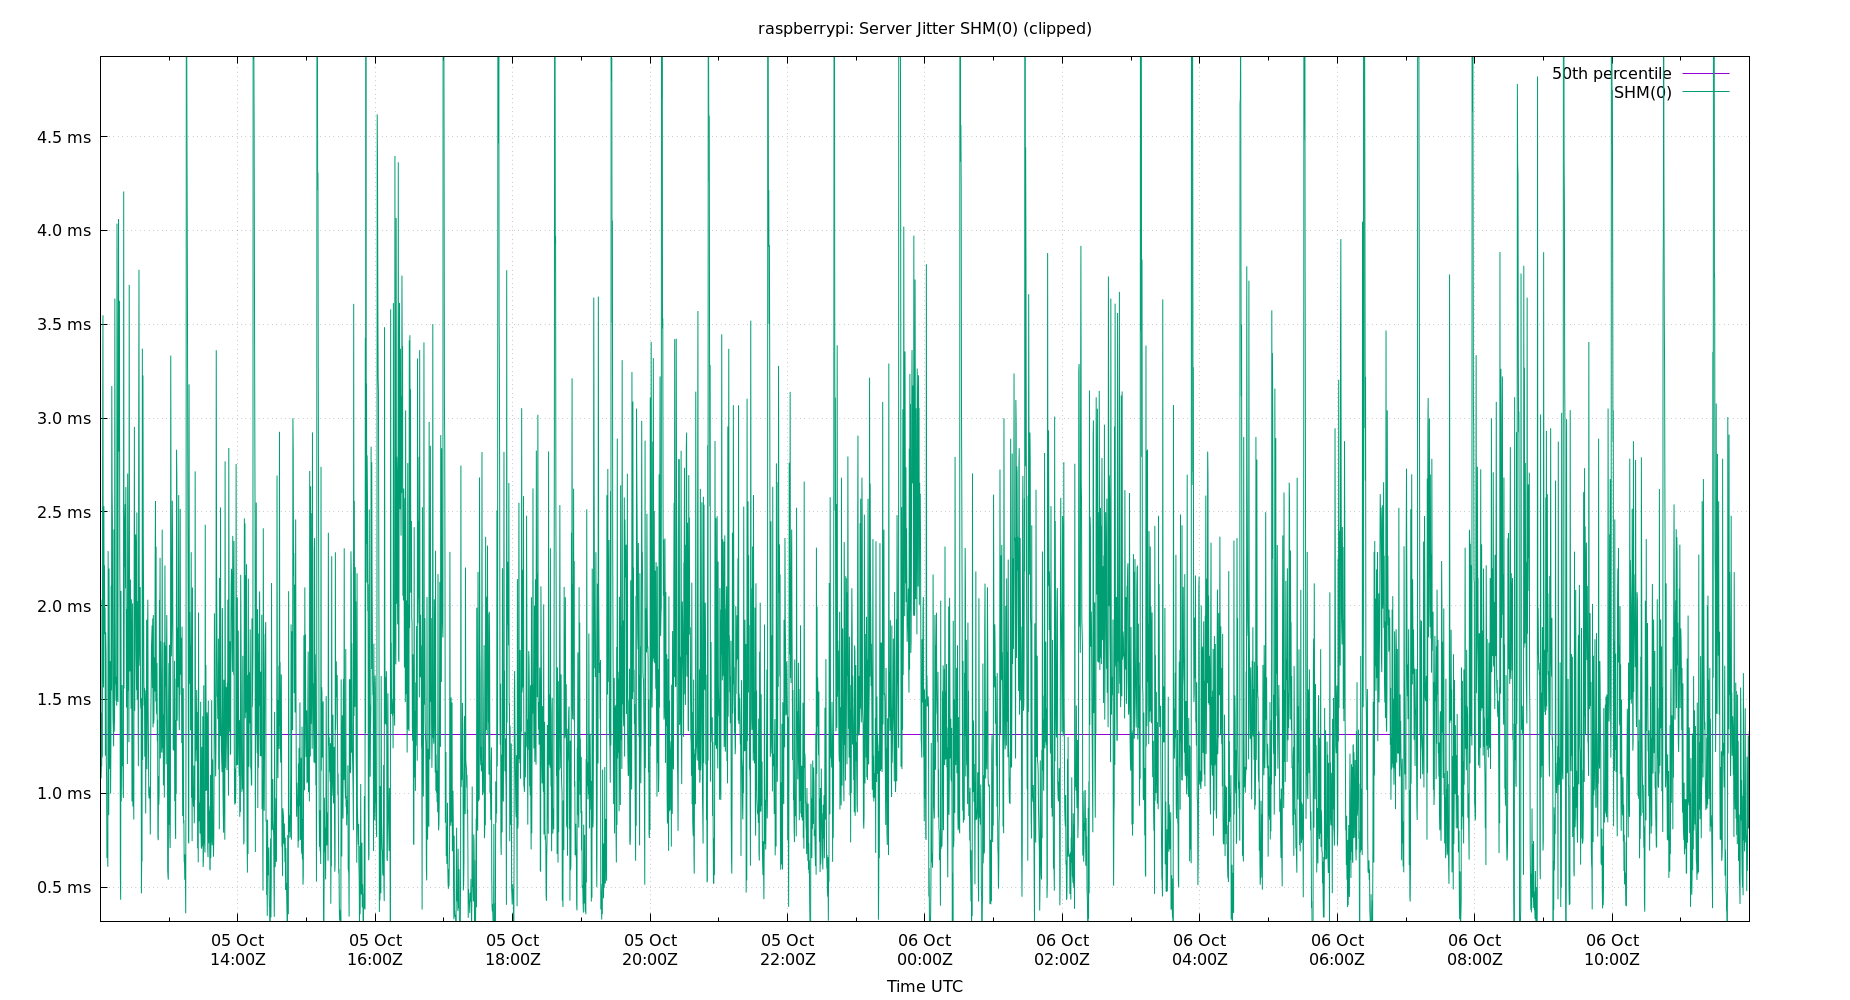 raspberrypi: Server Jitter SHM(0) (clipped)
50th percentile
SHM(0)
4.5 ms
4.0 ms
3.5 ms
3.0 ms
2.5 ms
2.0 ms
1.5 ms
1.0 ms
0.5 ms
05 Oct 05 Oct 05 Oct 05 Oct 05 Oct 06 Oct 06 Oct 06 Oct 06 Oct 06 Oct 06 Oct
14:00Z 16:00Z 18:00Z 20:00Z 22:00Z 00:00Z 02:00Z 04:00Z 06:00Z 08:00Z 10:00Z
Time UTC